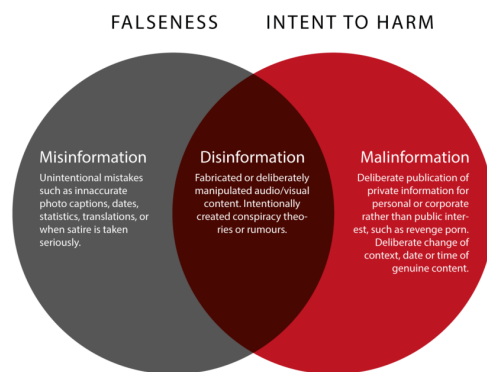 FALSENESS
INTENT TO HARM
Misinformation
Unintentional mistakes
such as innaccurate
photo captions, dates,
statistics, translations, or
when satire is taken
seriously.
Disinformation
Fabricated or deliberately
manipulated audio/visual
content. Intentionally
created conspiracy theo-
ries or rumours.
Malinformation
Deliberate publication of
private information for
personal or corporate
rather than public inter-
est, such as revenge porn.
Deliberate change of
context, date or time of
genuine content.